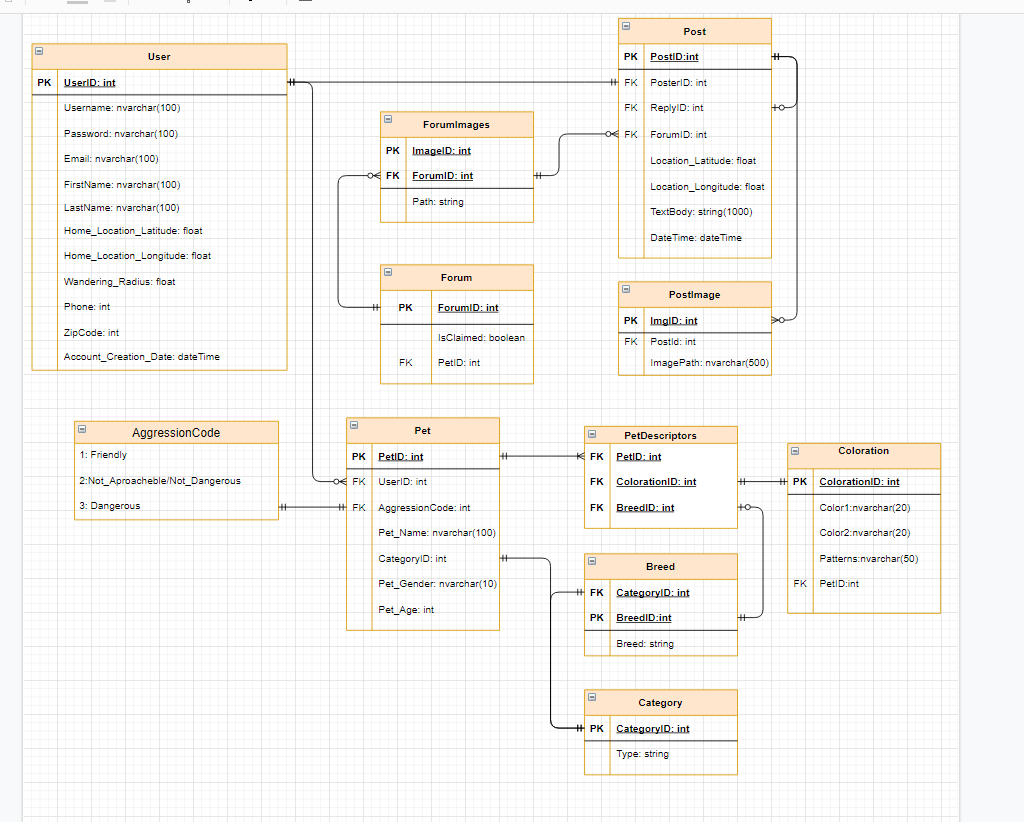 User
PK UserID: int
Username: nvarchar(100)
Password: nvarchar(100)
Email: nvarchar(100)
FirstName: nvarchar(100)
LastName: nvarchar(100)
Home_Location_Latitude: float
Home_Location_Longitude: float
Wandering_Radius: float
Phone: int
ZipCode: int
Account_Creation_Date: dateTime
ForumImages
PK ImageID: int
FK ForumID: int
Path: string
Post
PK PostID:int
FK PosterID: int
FK ReplyID: int
FK ForumID: int
Location_Latitude: float
Location_Longitude: float
TextBody: string(1000)
DateTime: dateTime
Forum
PK ForumID: int
IsClaimed: boolean
FK PetID: int
PostImage
PK ImgID: int
FK PostId: int
ImagePath: nvarchar(500)
AggressionCode
1: Friendly
2:Not_Aproacheble/Not_Dangerous
3: Dangerous
Pet
PK PetID: int
FK UserID: int
FK AggressionCode: int
Pet_Name: nvarchar(100)
CategoryID: int
Pet_Gender: nvarchar(10)
Pet_Age: int
PetDescriptors
FK PetID: int
FK ColorationID: int
FK BreedID: int
Coloration
PK ColorationID: int
Color1:nvarchar(20)
Color2:nvarchar(20)
Patterns:nvarchar(50)
FK PetID:int
Breed
FK CategoryID: int
PK BreedID:int
Breed: string
Category
PK CategoryID: int
Type: string